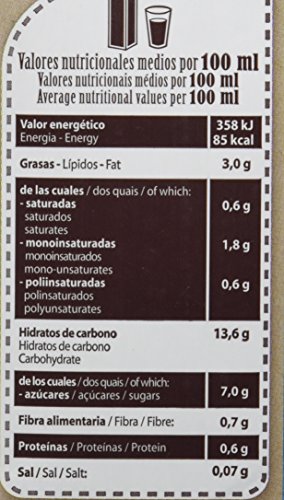 Valores nutricionales medios por 100 ml
Valores nutricionais médios por 100 ml
Average nutritional values per 100 ml
Valor energético 358 kJ
Energia - Energy 85 kcal
Grasas - Lípidos - Fat 3,0 g
de las cuales / dos quais / of which:
- saturadas 0,6 g
saturados
saturates
- monoinsaturadas 1,8 g
monoinsaturados
mono-unsaturates
- poliinsaturadas 0,6 g
polinsaturados
polyunsaturates
Hidratos de carbono 13,6 g
Hidratos de carbono
Carbohydrate
de los cuales / dos quais / of which:
- azúcares / açúcares / sugars 7,0 g
Fibra alimentaria / Fibra / Fibre: 0,7 g
Proteínas / Proteínas / Protein 0,6 g
Sal / Sal / Salt: 0,07 g